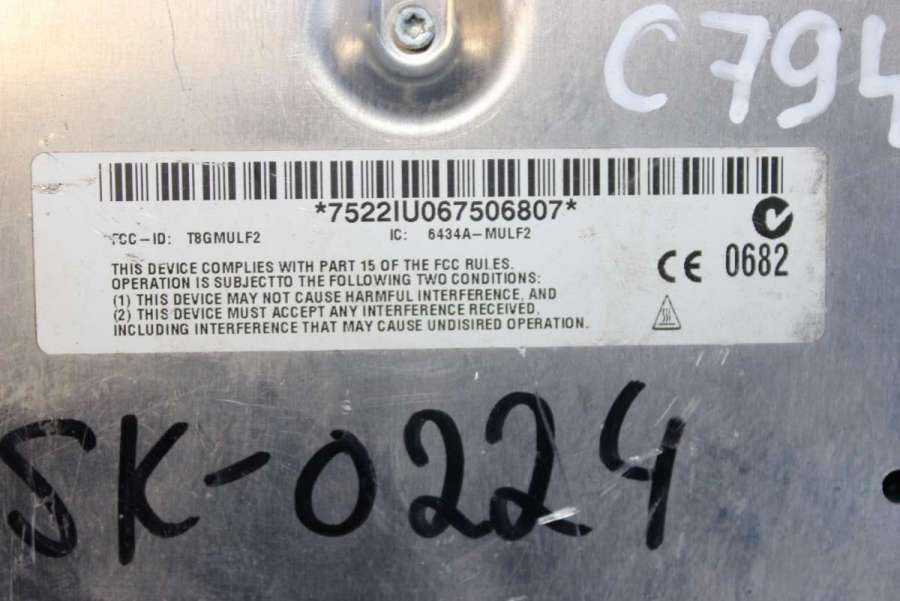 C794
*7522IU067506807*
FCC-ID: T8GMULF2 IC: 6434A-MULF2
CE 0682
THIS DEVICE COMPLIES WITH PART 15 OF THE FCC RULES.
OPERATION IS SUBJECTTO THE FOLLOWING TWO CONDITIONS:
(1) THIS DEVICE MAY NOT CAUSE HARMFUL INTERFERENCE, AND
(2) THIS DEVICE MUST ACCEPT ANY INTERFERENCE RECEIVED,
INCLUDING INTERFERENCE THAT MAY CAUSE UNDISIRED OPERATION.
SK-0224